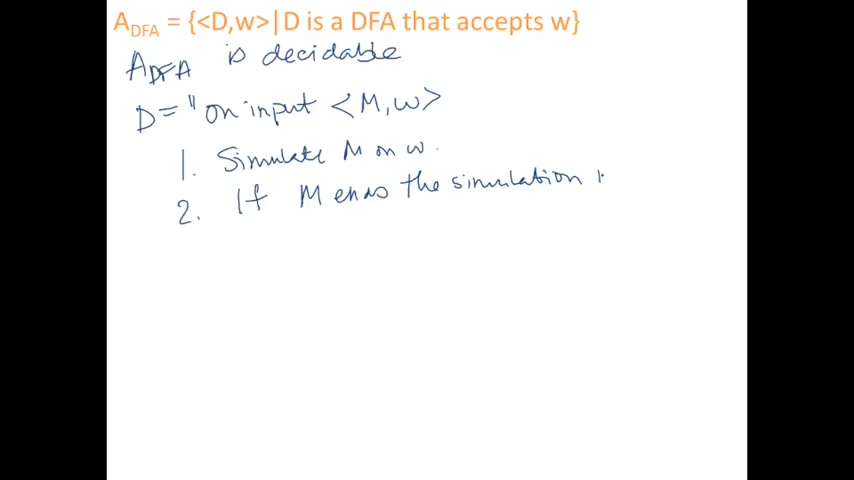 A_DFA = {<D,w>|D is a DFA that accepts w}
A_DFA is decidable
D = "On input <M,w>
1. Simulate M on w.
2. If M ends the simulation